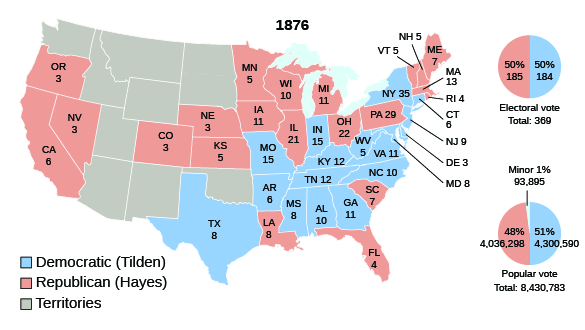 1876
NH 5
VT 5
ME
7
OR
3
MN
5
WI
10
MI
11
MA
13
NY 35
RI 4
CT
6
NV
3
NE
3
IA
11
IL
21
IN
15
OH
22
PA 29
NJ 9
CA
6
CO
3
KS
5
MO
15
WV
5
VA 11
KY 12
DE 3
MD 8
TN 12
NC 10
AR
6
SC
7
MS
8
AL
10
GA
11
TX
8
LA
8
FL
4
Democratic (Tilden)
Republican (Hayes)
Territories
50%
185
50%
184
Electoral vote
Total: 369
Minor 1%
93,895
48%
4,036,298
51%
4,300,590
Popular vote
Total: 8,430,783